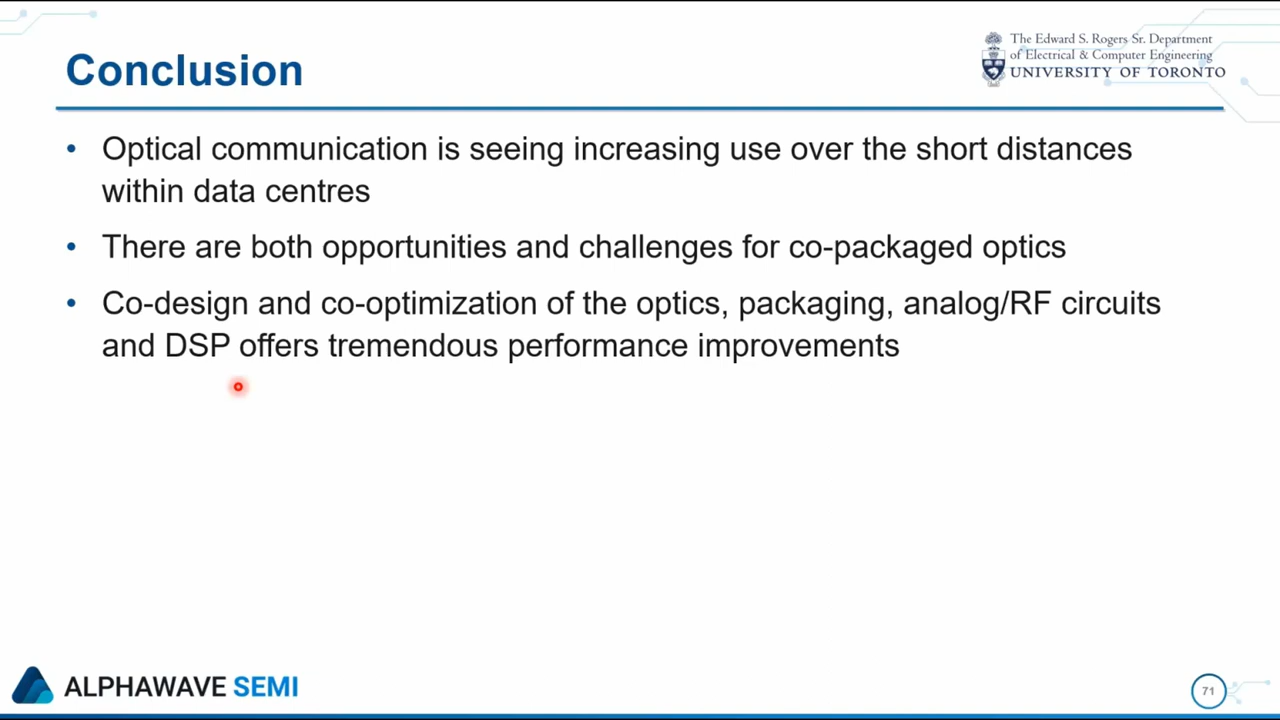 Conclusion
The Edward S. Rogers Sr. Department
of Electrical & Computer Engineering
UNIVERSITY OF TORONTO
• Optical communication is seeing increasing use over the short distances
within data centres
• There are both opportunities and challenges for co-packaged optics
• Co-design and co-optimization of the optics, packaging, analog/RF circuits
and DSP offers tremendous performance improvements
ALPHAWAVE SEMI
71